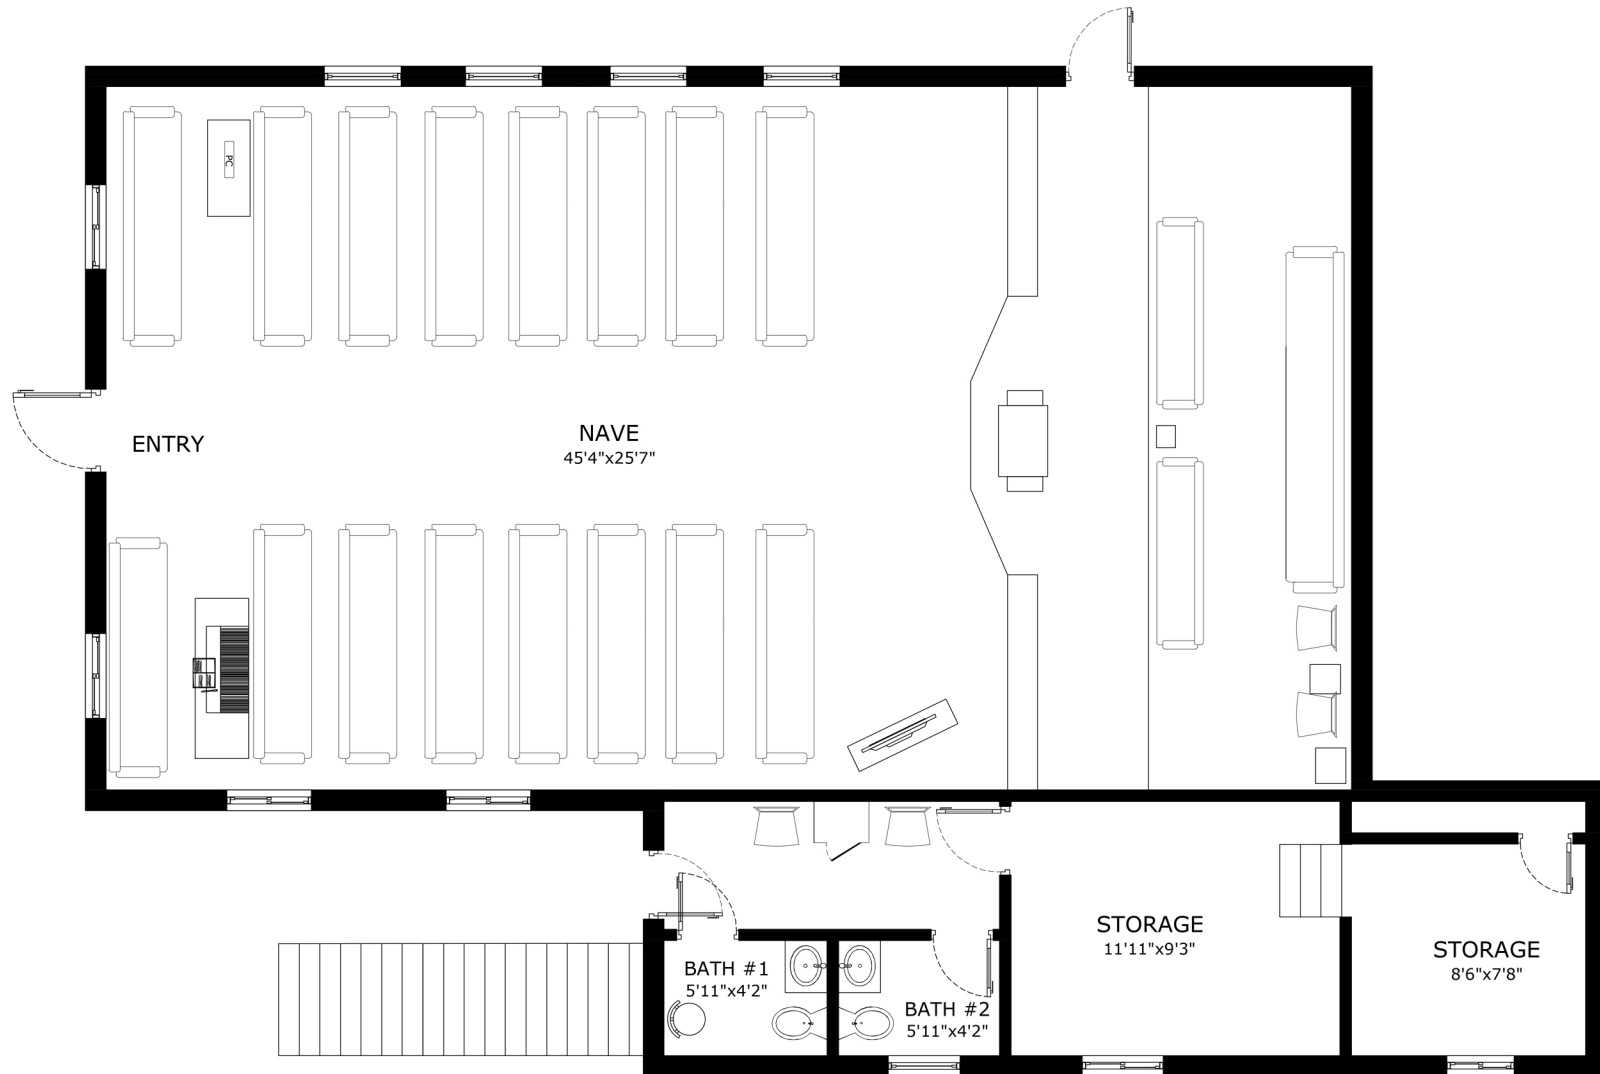 PC
ENTRY
NAVE
45'4"x25'7"
STORAGE
11'11"x9'3"
STORAGE
8'6"x7'8"
BATH #1
5'11"x4'2"
BATH #2
5'11"x4'2"